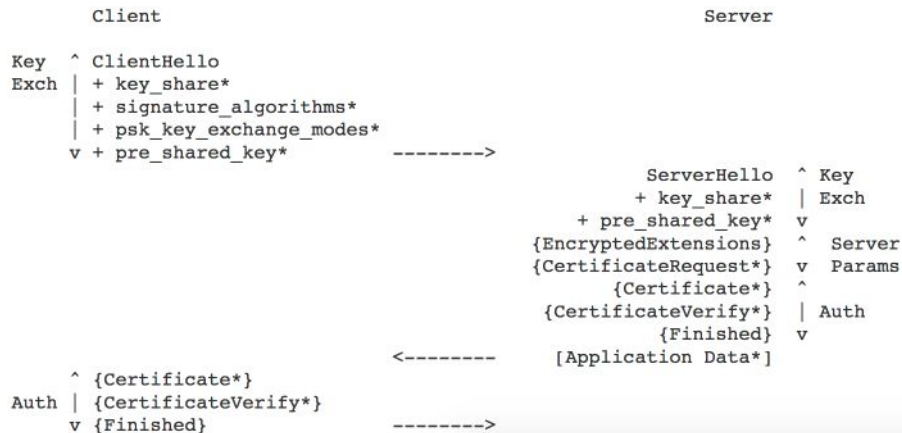 Client                                               Server
Key  ^ ClientHello
Exch | + key_share*
     | + signature_algorithms*
     | + psk_key_exchange_modes*
     v + pre_shared_key*         -------->
                                                ServerHello  ^ Key
                                               + key_share*  | Exch
                                          + pre_shared_key*  v
                                      {EncryptedExtensions}  ^  Server
                                      {CertificateRequest*}  v  Params
                                             {Certificate*}  ^
                                       {CertificateVerify*}  | Auth
                                                 {Finished}  v
                                 <--------  [Application Data*]
     ^ {Certificate*}
Auth | {CertificateVerify*}
     v {Finished}                -------->